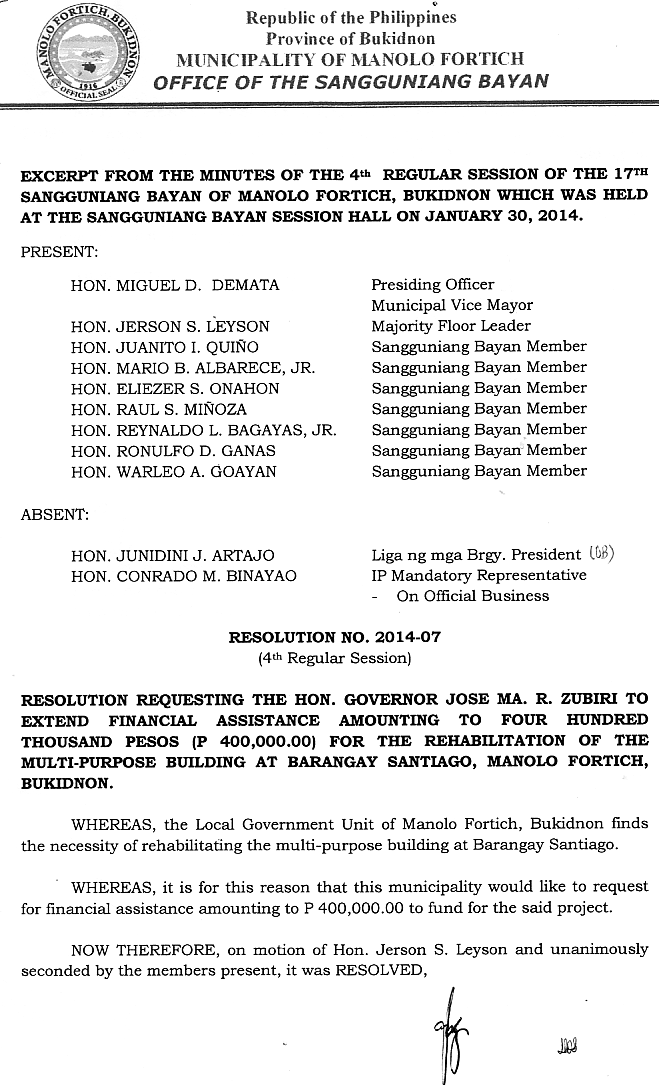 MANOLO FORTICH, BUKIDNON
1916
OFFICIAL SEAL
Republic of the Philippines
Province of Bukidnon
MUNICIPALITY OF MANOLO FORTICH
OFFICE OF THE SANGGUNIANG BAYAN
EXCERPT FROM THE MINUTES OF THE 4th REGULAR SESSION OF THE 17TH
SANGGUNIANG BAYAN OF MANOLO FORTICH, BUKIDNON WHICH WAS HELD
AT THE SANGGUNIANG BAYAN SESSION HALL ON JANUARY 30, 2014.
PRESENT:
HON. MIGUEL D. DEMATA Presiding Officer
Municipal Vice Mayor
HON. JERSON S. LEYSON Majority Floor Leader
HON. JUANITO I. QUIÑO Sangguniang Bayan Member
HON. MARIO B. ALBARECE, JR. Sangguniang Bayan Member
HON. ELIEZER S. ONAHON Sangguniang Bayan Member
HON. RAUL S. MIÑOZA Sangguniang Bayan Member
HON. REYNALDO L. BAGAYAS, JR. Sangguniang Bayan Member
HON. RONULFO D. GANAS Sangguniang Bayan Member
HON. WARLEO A. GOAYAN Sangguniang Bayan Member
ABSENT:
HON. JUNIDINI J. ARTAJO Liga ng mga Brgy. President (OB)
HON. CONRADO M. BINAYAO IP Mandatory Representative
- On Official Business
RESOLUTION NO. 2014-07
(4th Regular Session)
RESOLUTION REQUESTING THE HON. GOVERNOR JOSE MA. R. ZUBIRI TO
EXTEND FINANCIAL ASSISTANCE AMOUNTING TO FOUR HUNDRED
THOUSAND PESOS (P 400,000.00) FOR THE REHABILITATION OF THE
MULTI-PURPOSE BUILDING AT BARANGAY SANTIAGO, MANOLO FORTICH,
BUKIDNON.
WHEREAS, the Local Government Unit of Manolo Fortich, Bukidnon finds
the necessity of rehabilitating the multi-purpose building at Barangay Santiago.
WHEREAS, it is for this reason that this municipality would like to request
for financial assistance amounting to P 400,000.00 to fund for the said project.
NOW THEREFORE, on motion of Hon. Jerson S. Leyson and unanimously
seconded by the members present, it was RESOLVED,